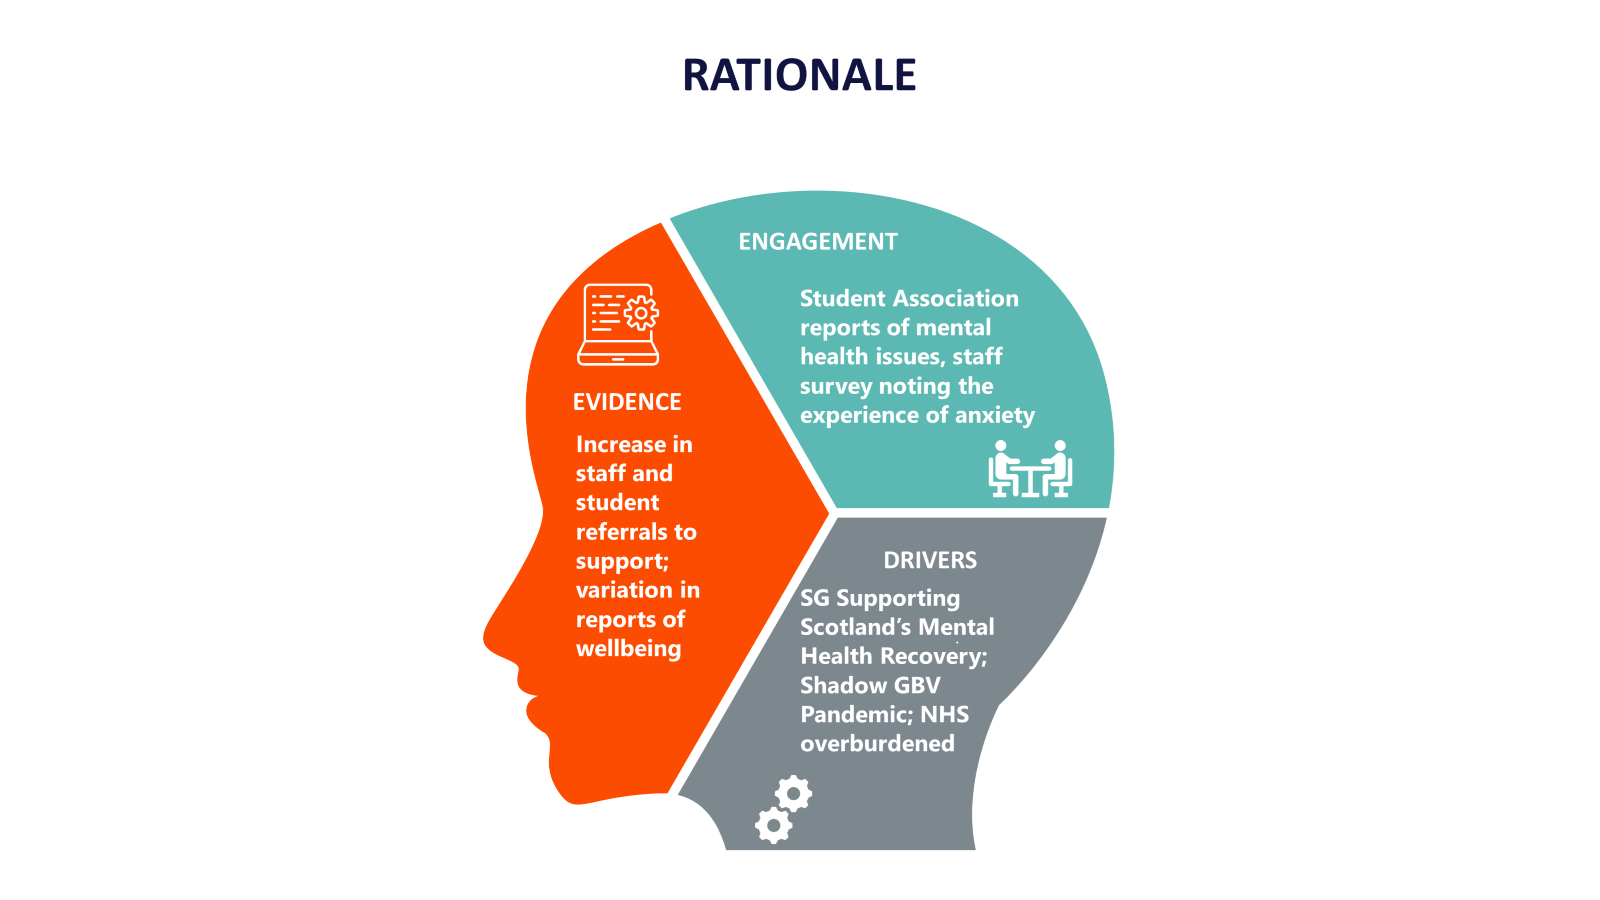 RATIONALE
ENGAGEMENT
Student Association
reports of mental
health issues, staff
survey noting the
experience of anxiety
EVIDENCE
Increase in
staff and
student
referrals to
support;
variation in
reports of
wellbeing
DRIVERS
SG Supporting
Scotland’s Mental
Health Recovery;
Shadow GBV
Pandemic; NHS
overburdened